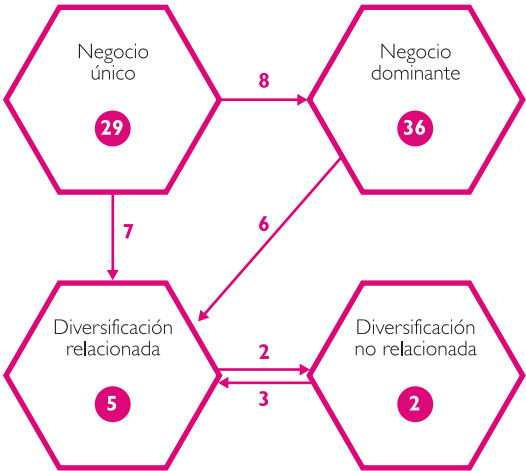 Negocio
único
29
8
Negocio
dominante
36
7
6
Diversificación
relacionada
5
2
3
Diversificación
no relacionada
2